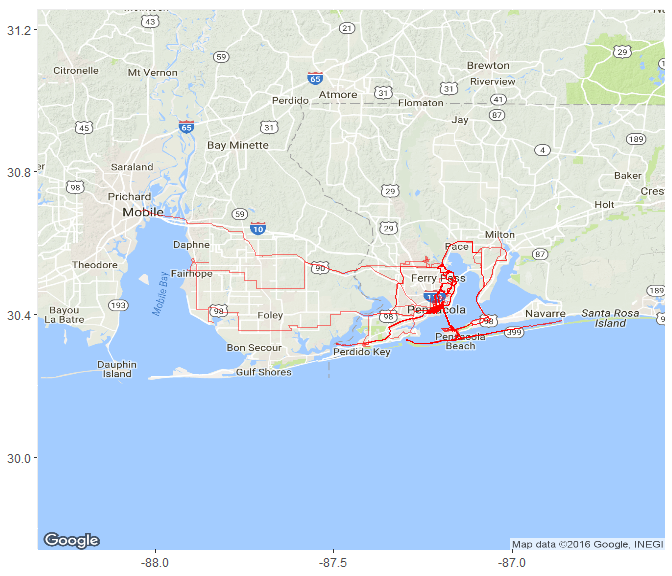 31.2
30.8
30.4
30.0
-88.0
-87.5
-87.0
43
21
59
29
Citronelle
Mt Vernon
65
Brewton
Riverview
Atmore
31
31
Perdido
Flomaton
41
87
45
65
31
Jay
189
Bay Minette
4
Saraland
Baker
98
29
Prichard
Holt
Mobile
59
10
29
Milton
Daphne
Pace
87
Theodore
Fairhope
90
Ferry Pass
Mobile Bay
193
98
98
Pensacola
189
Bayou
La Batre
Foley
98
Navarre
Santa Rosa
Island
399
Bon Secour
Perdido Key
Pensacola
Beach
Dauphin
Island
Gulf Shores
Google
Map data ©2016 Google, INEGI